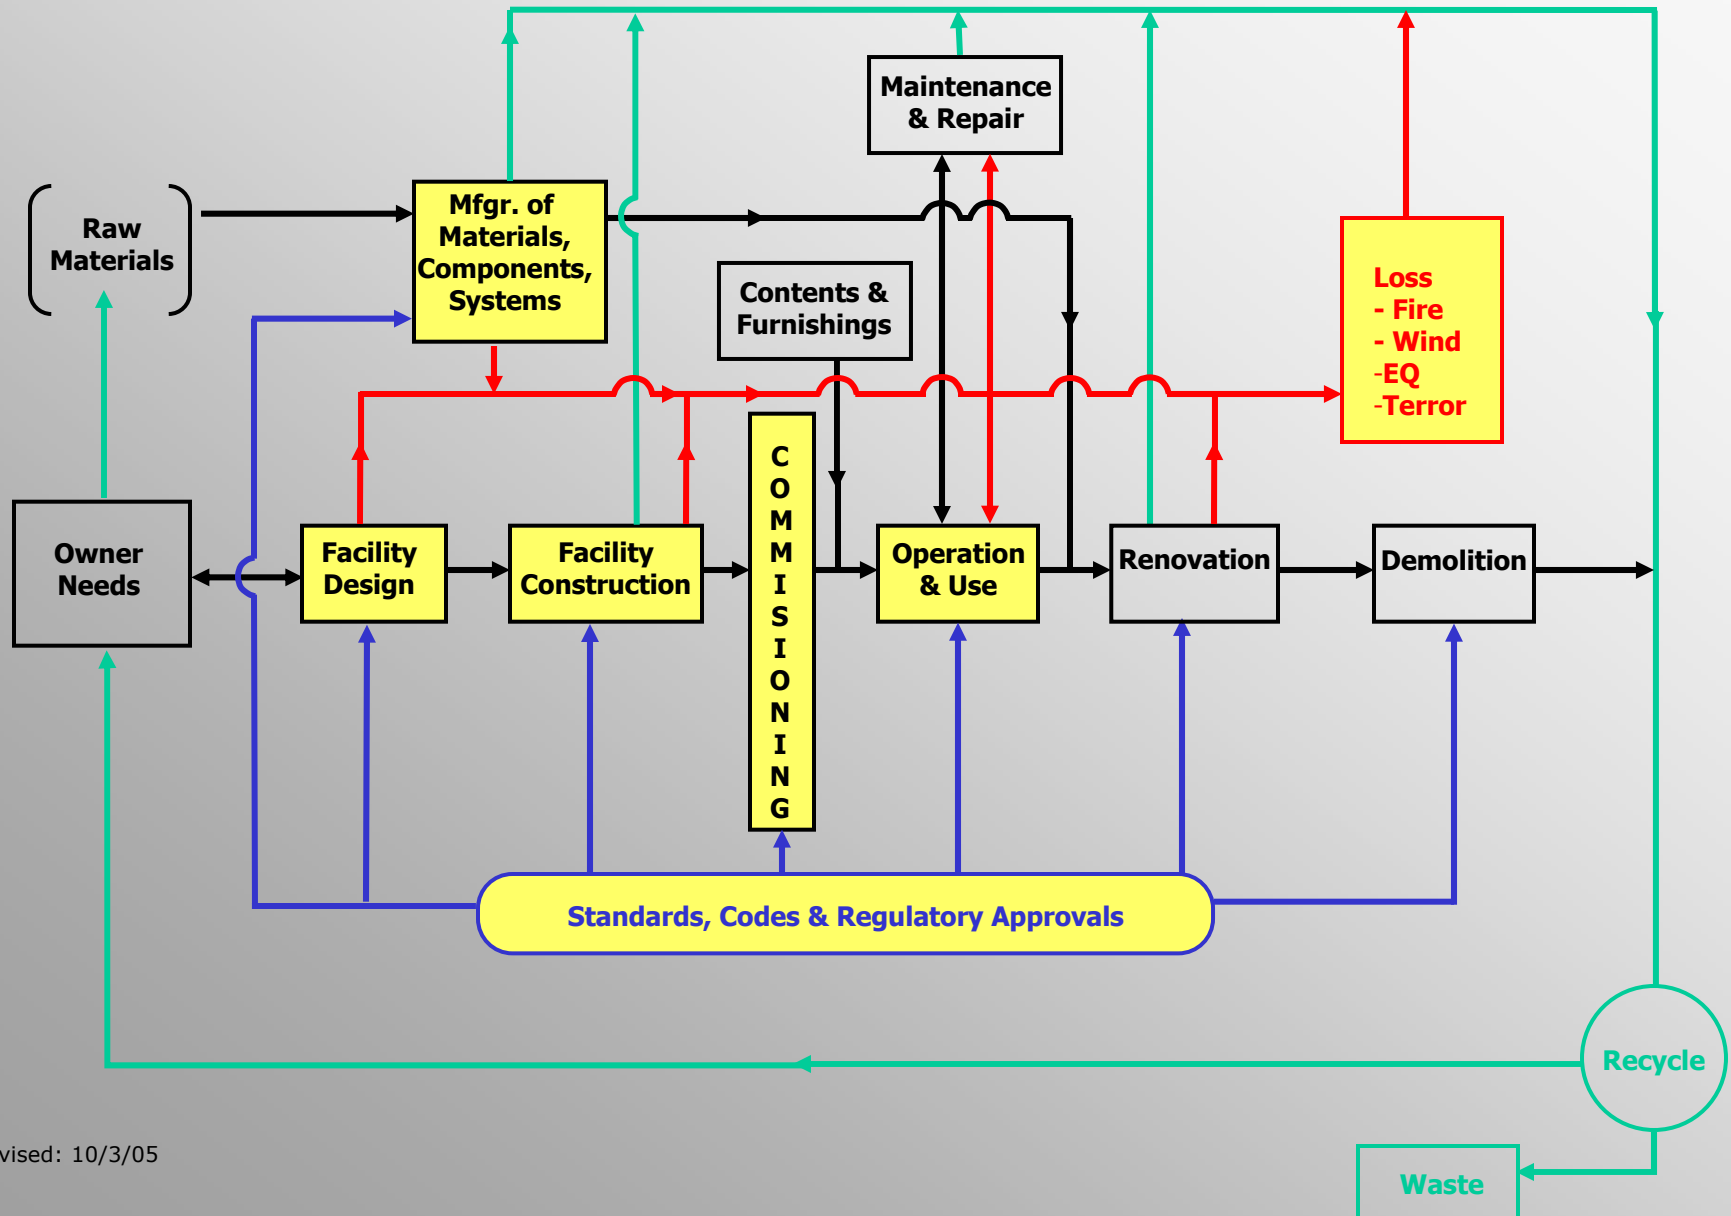 Maintenance
& Repair
Mfgr. of
Materials,
Components,
Systems
Raw
Materials
Contents &
Furnishings
Loss
- Fire
- Wind
-EQ
-Terror
C
O
M
M
I
S
I
O
N
I
N
G
Owner
Needs
Facility
Design
Facility
Construction
Operation
& Use
Renovation
Demolition
Standards, Codes & Regulatory Approvals
Recycle
vised: 10/3/05
Waste